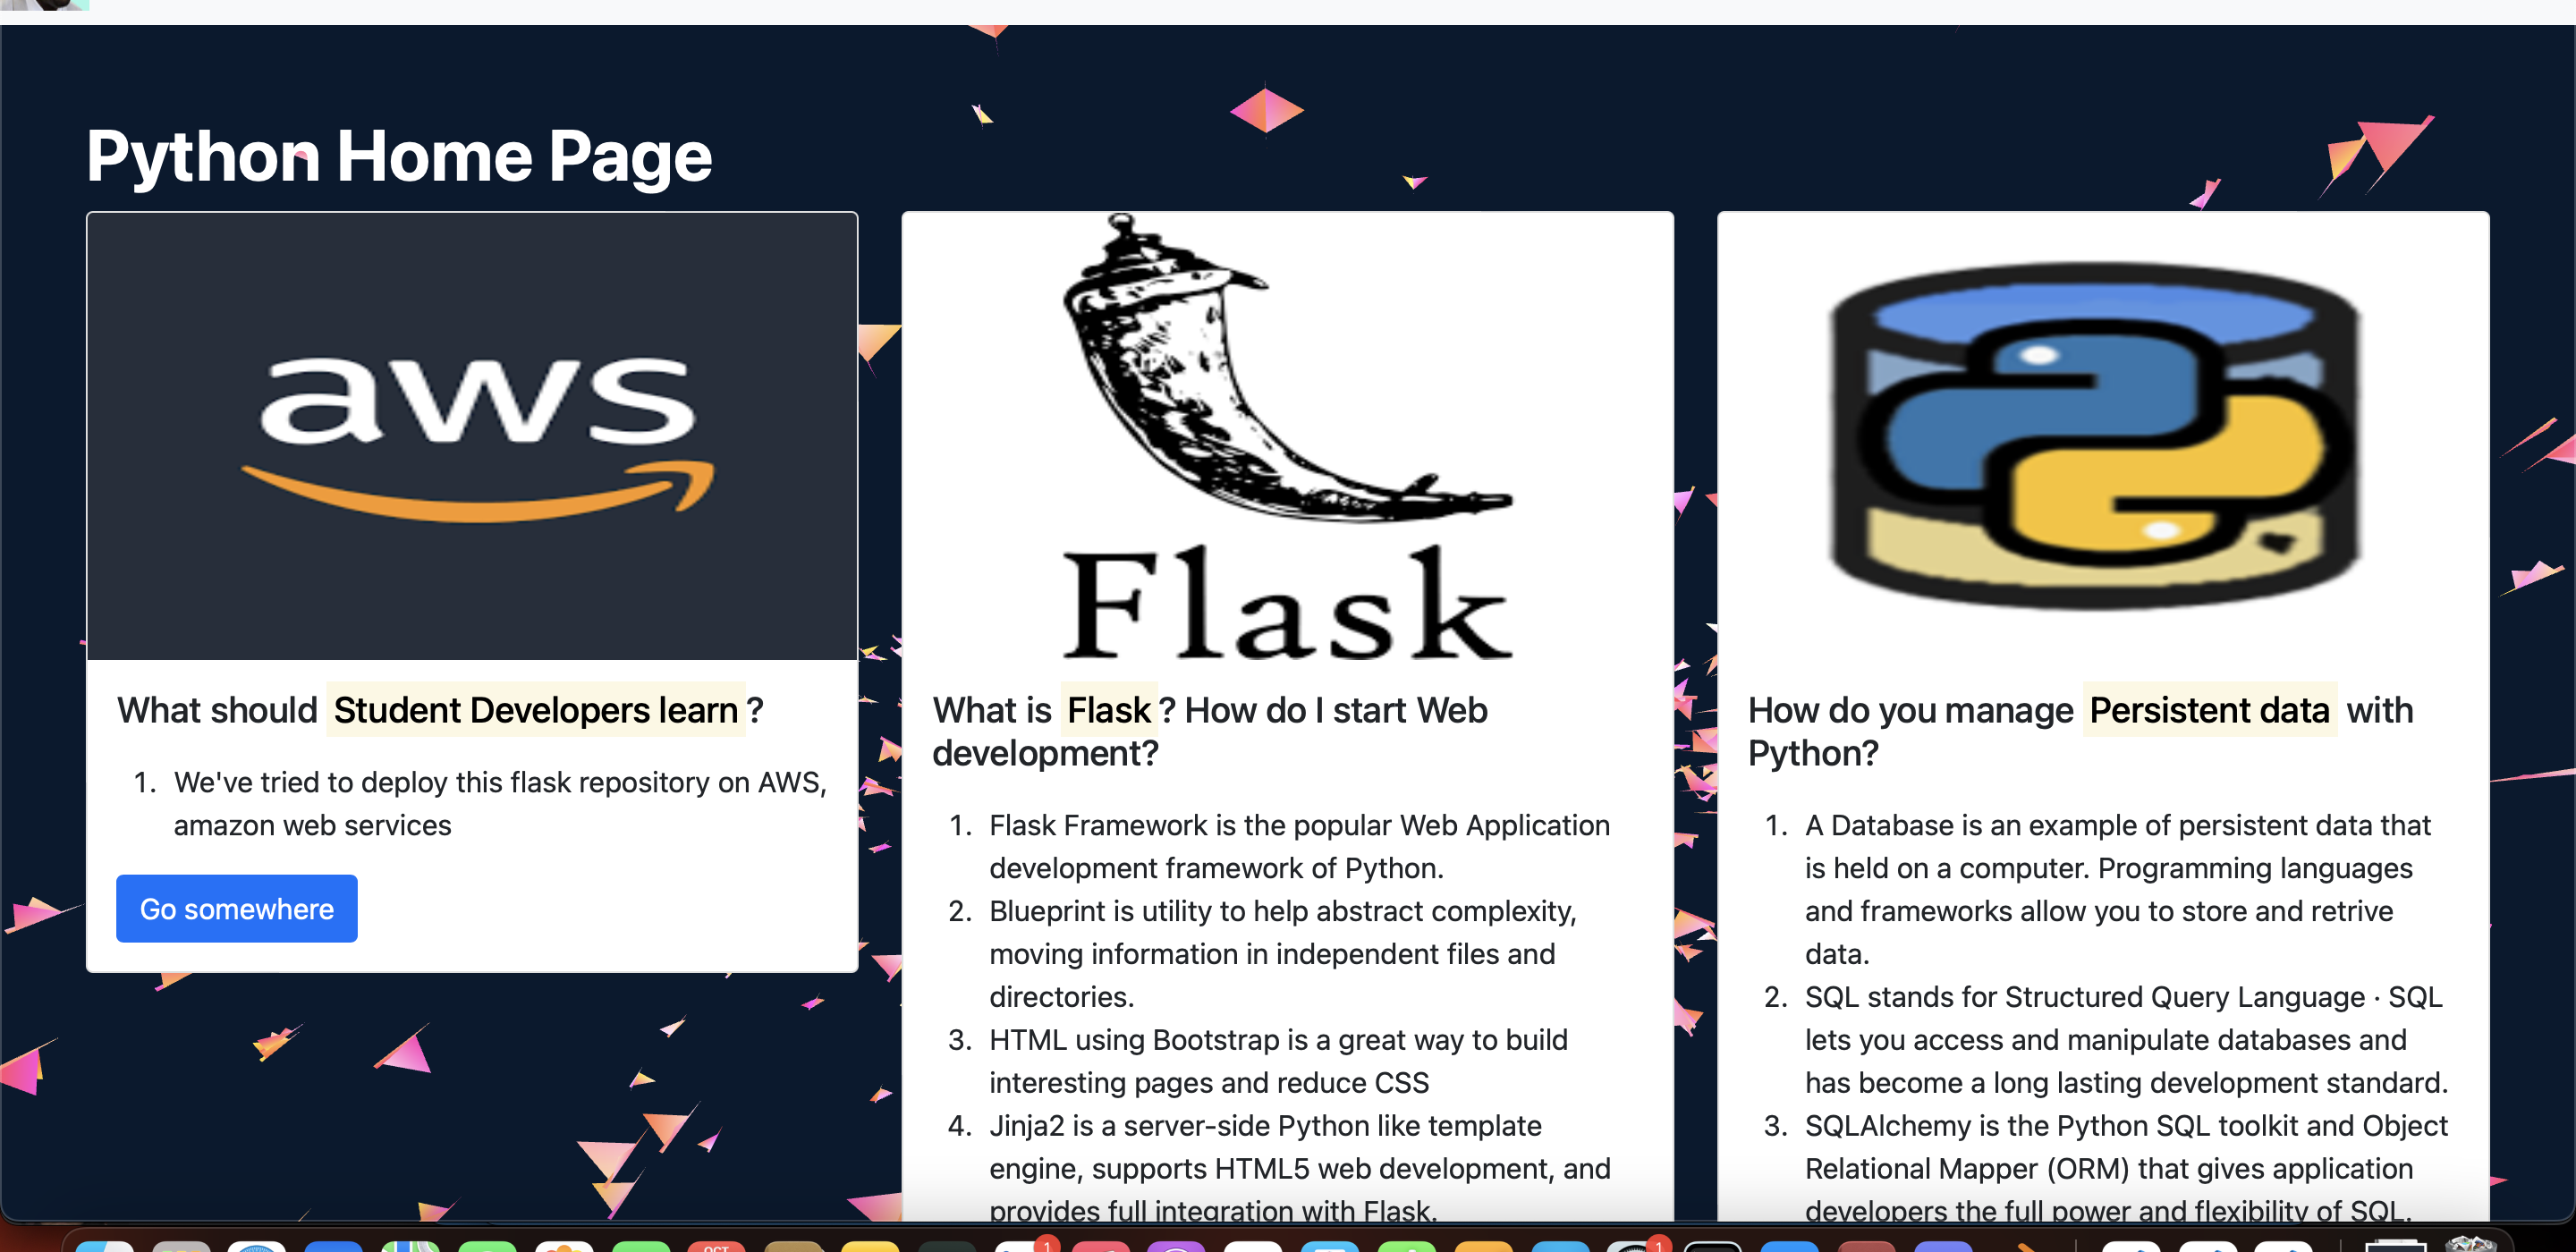 Python Home Page
aws
What should Student Developers learn ?
1. We've tried to deploy this flask repository on AWS,
amazon web services
Go somewhere
Flask
What is Flask ? How do I start Web
development?
1. Flask Framework is the popular Web Application
development framework of Python.
2. Blueprint is utility to help abstract complexity,
moving information in independent files and
directories.
3. HTML using Bootstrap is a great way to build
interesting pages and reduce CSS
4. Jinja2 is a server-side Python like template
engine, supports HTML5 web development, and
provides full integration with Flask.
How do you manage Persistent data with
Python?
1. A Database is an example of persistent data that
is held on a computer. Programming languages
and frameworks allow you to store and retrive
data.
2. SQL stands for Structured Query Language · SQL
lets you access and manipulate databases and
has become a long lasting development standard.
3. SQLAlchemy is the Python SQL toolkit and Object
Relational Mapper (ORM) that gives application
developers the full power and flexibility of SQL.
OCT
1
1